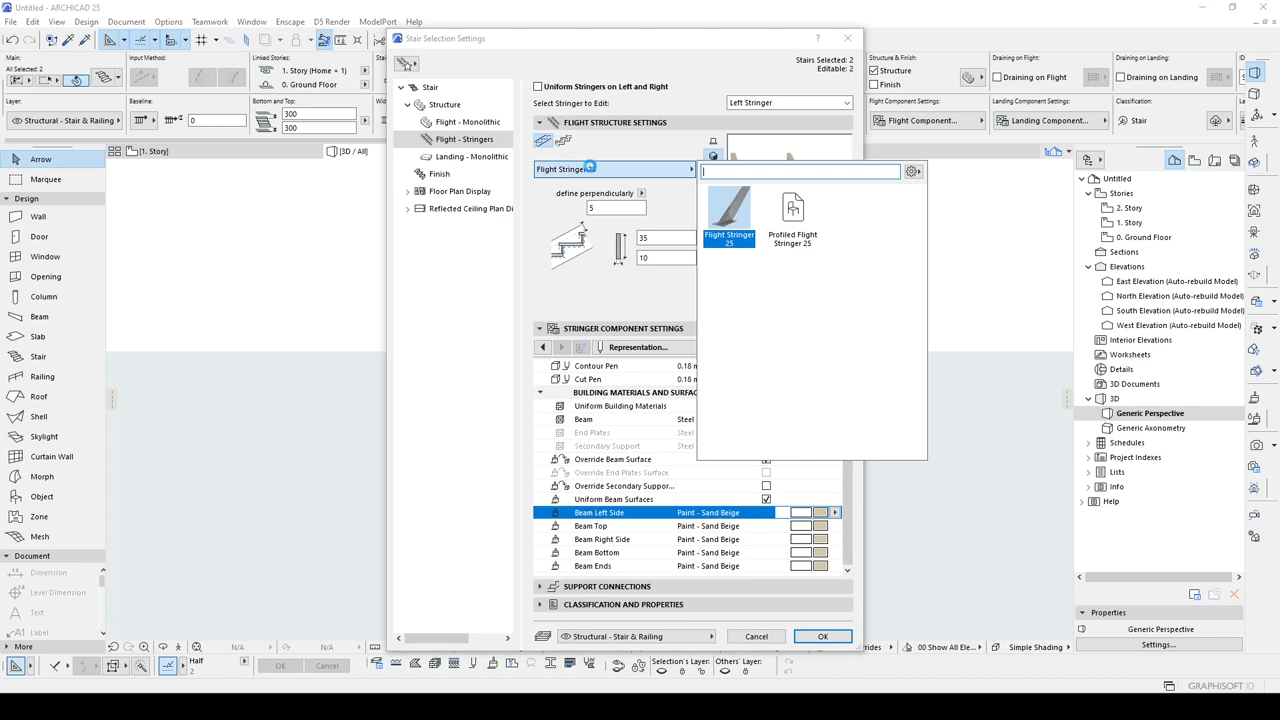 Untitled - ARCHICAD 25
File Edit View Design Document Options Teamwork Window Enscape D5 Render ModelPort Help
Stair Selection Settings
Main:
All Selected: 2
Input Method:
Linked Stories:
1. Story (Home + 1)
0. Ground Floor
Structure & Finish:
Structure
Finish
Draining on Flight:
Draining on Flight
Draining on Landing:
Draining on Landing
Layer:
Structural - Stair & Railing
Baseline:
0
Bottom and Top:
300
300
Flight Component Settings:
Flight Component...
Landing Component Settings:
Landing Component...
Classification:
Stair
[1. Story]
[3D / All]
Arrow
Marquee
Design
Wall
Door
Window
Opening
Column
Beam
Slab
Stair
Railing
Roof
Shell
Skylight
Curtain Wall
Morph
Object
Zone
Mesh
Document
Dimension
Level Dimension
Text
Label
More
Stairs Selected: 2
Editable: 2
Stair
Structure
Flight - Monolithic
Flight - Stringers
Landing - Monolithic
Finish
Floor Plan Display
Reflected Ceiling Plan Di
Uniform Stringers on Left and Right
Select Stringer to Edit:
Left Stringer
FLIGHT STRUCTURE SETTINGS
define perpendicularly
5
35
10
Flight Stringer 25
Profiled Flight Stringer 25
STRINGER COMPONENT SETTINGS
Representation...
Contour Pen 0.18 m
Cut Pen 0.18 m
BUILDING MATERIALS AND SURFAC
Uniform Building Materials
Beam Steel
End Plates Steel
Secondary Support Steel
Override Beam Surface
Override End Plates Surface
Override Secondary Suppor...
Uniform Beam Surfaces
Beam Left Side Paint - Sand Beige
Beam Top Paint - Sand Beige
Beam Right Side Paint - Sand Beige
Beam Bottom Paint - Sand Beige
Beam Ends Paint - Sand Beige
SUPPORT CONNECTIONS
CLASSIFICATION AND PROPERTIES
Structural - Stair & Railing
Cancel
OK
Untitled
Stories
2. Story
1. Story
0. Ground Floor
Sections
Elevations
East Elevation (Auto-rebuild Model)
North Elevation (Auto-rebuild Model)
South Elevation (Auto-rebuild Model)
West Elevation (Auto-rebuild Model)
Interior Elevations
Worksheets
Details
3D Documents
3D
Generic Perspective
Generic Axonometry
Schedules
Project Indexes
Lists
Info
Help
Properties
Generic Perspective
Settings...
N/A
N/A
rrides
00 Show All Ele...
Simple Shading
Half
2
OK
Cancel
Selection's Layer:
Others' Layer:
GRAPHISOFT ID